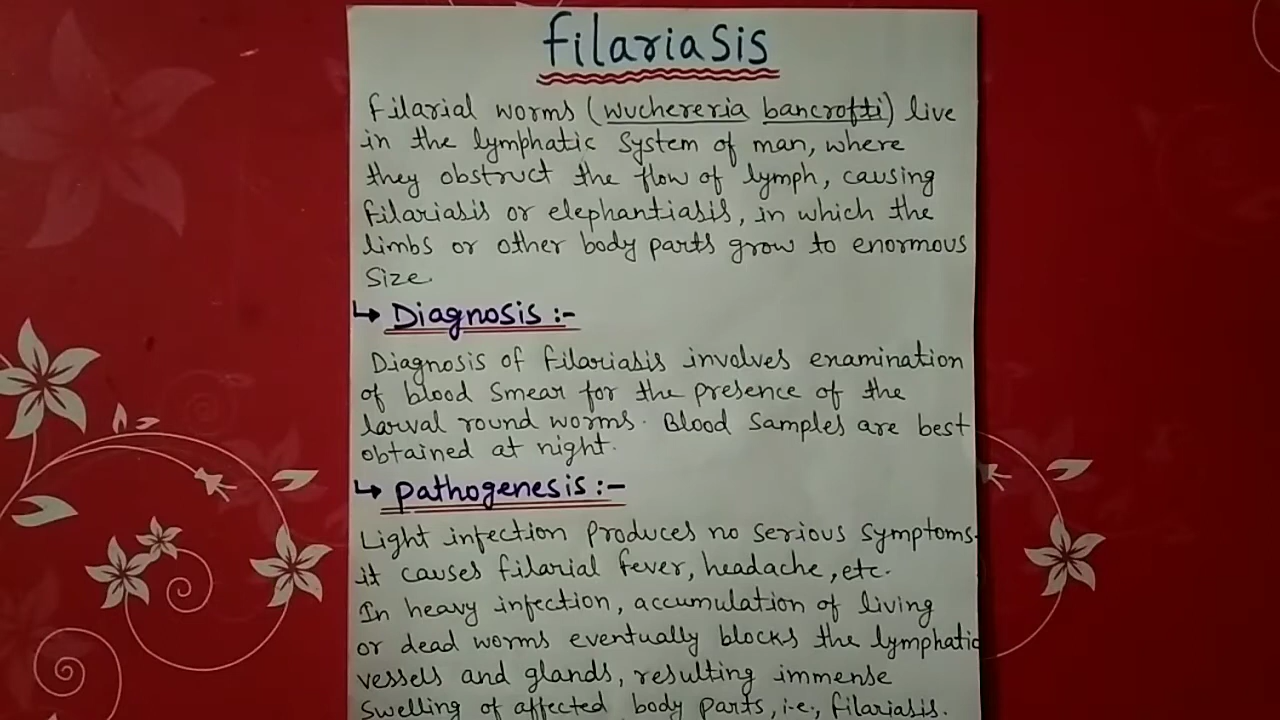 Filariasis
Filarial worms (wuchereria bancrofti) live
in the lymphatic system of man, where
they obstruct the flow of lymph, causing
filariasis or elephantiasis, in which the
limbs or other body parts grow to enormous
size.
↳ Diagnosis :-
Diagnosis of filariasis involves examination
of blood smear for the presence of the
larval round worms. Blood samples are best
obtained at night.
↳ pathogenesis :-
Light infection produces no serious symptoms.
it causes filarial fever, headache, etc.
In heavy infection, accumulation of living
or dead worms eventually blocks the lymphatic
vessels and glands, resulting immense
swelling of affected body parts, i.e., filariasis.